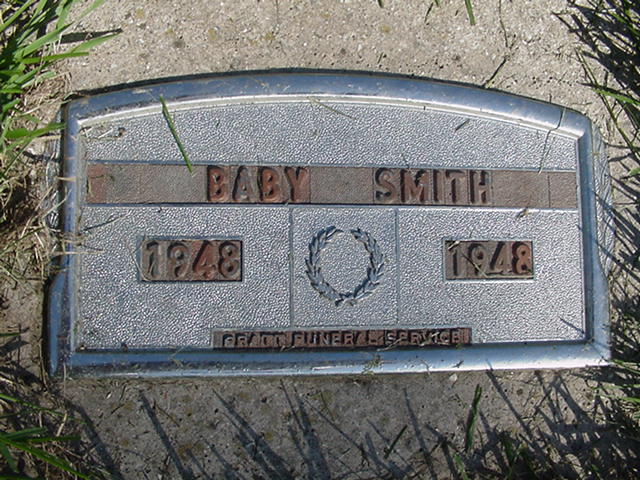 BABY SMITH
1948 1948
FUNERAL SERVICE